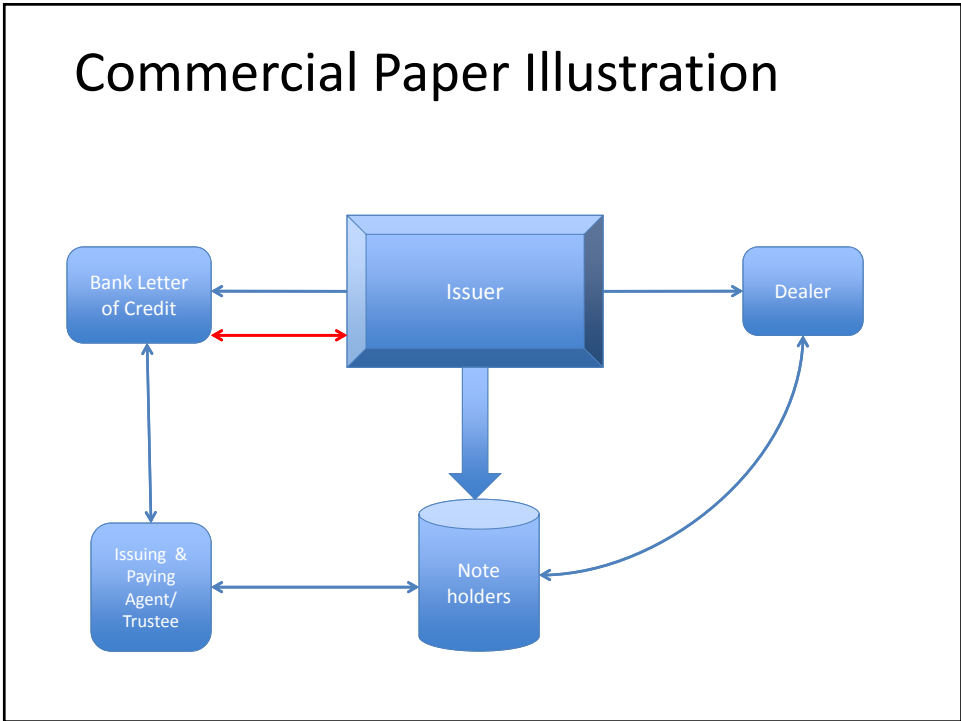 Commercial Paper Illustration
Bank Letter
of Credit
Issuer
Dealer
Issuing & 
Paying
Agent/
Trustee
Note
holders